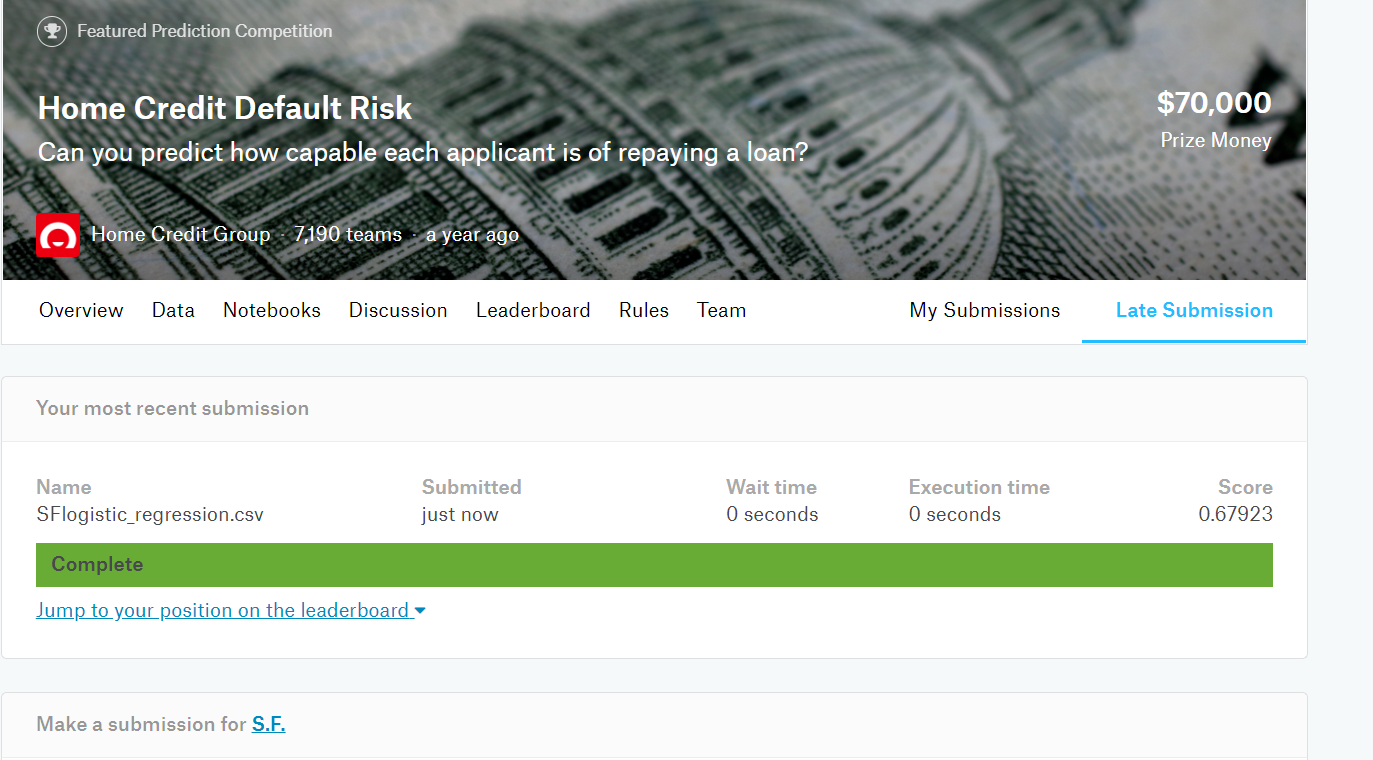 Featured Prediction Competition
Home Credit Default Risk
$70,000
Can you predict how capable each applicant is of repaying a loan?
Prize Money
Home Credit Group · 7,190 teams · a year ago
Overview Data Notebooks Discussion Leaderboard Rules Team My Submissions Late Submission
Your most recent submission
Name Submitted Wait time Execution time Score
SFlogistic_regression.csv just now 0 seconds 0 seconds 0.67923
Complete
Jump to your position on the leaderboard
Make a submission for S.F.